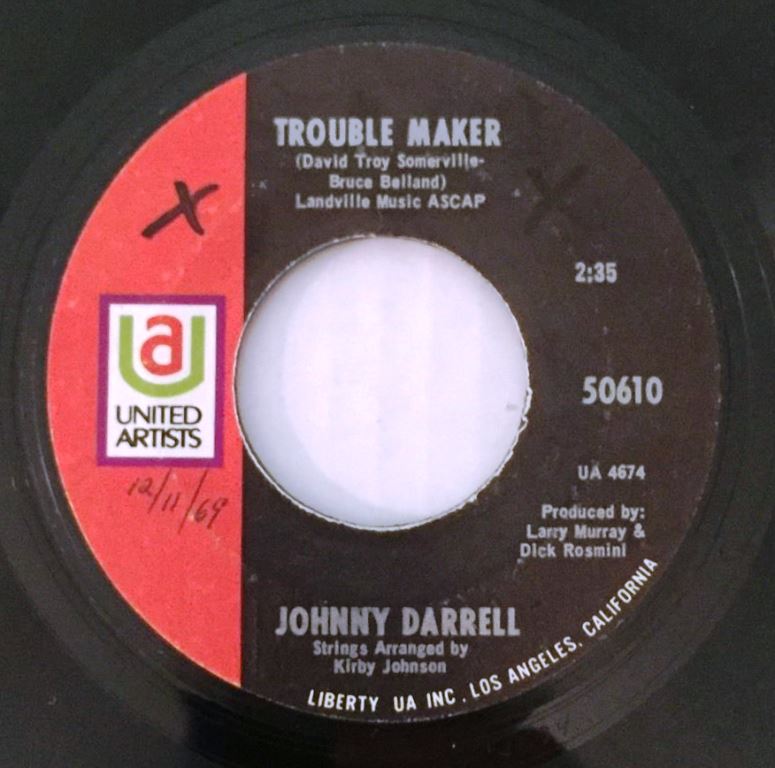 TROUBLE MAKER
(David Troy Somerville-
Bruce Belland)
Landville Music ASCAP
X
X
2:35
ua
UNITED
ARTISTS
50610
UA 4674
12/11/69
Produced by:
Larry Murray &
Dick Rosmini
JOHNNY DARRELL
Strings Arranged by
Kirby Johnson
LIBERTY UA INC. LOS ANGELES, CALIFORNIA